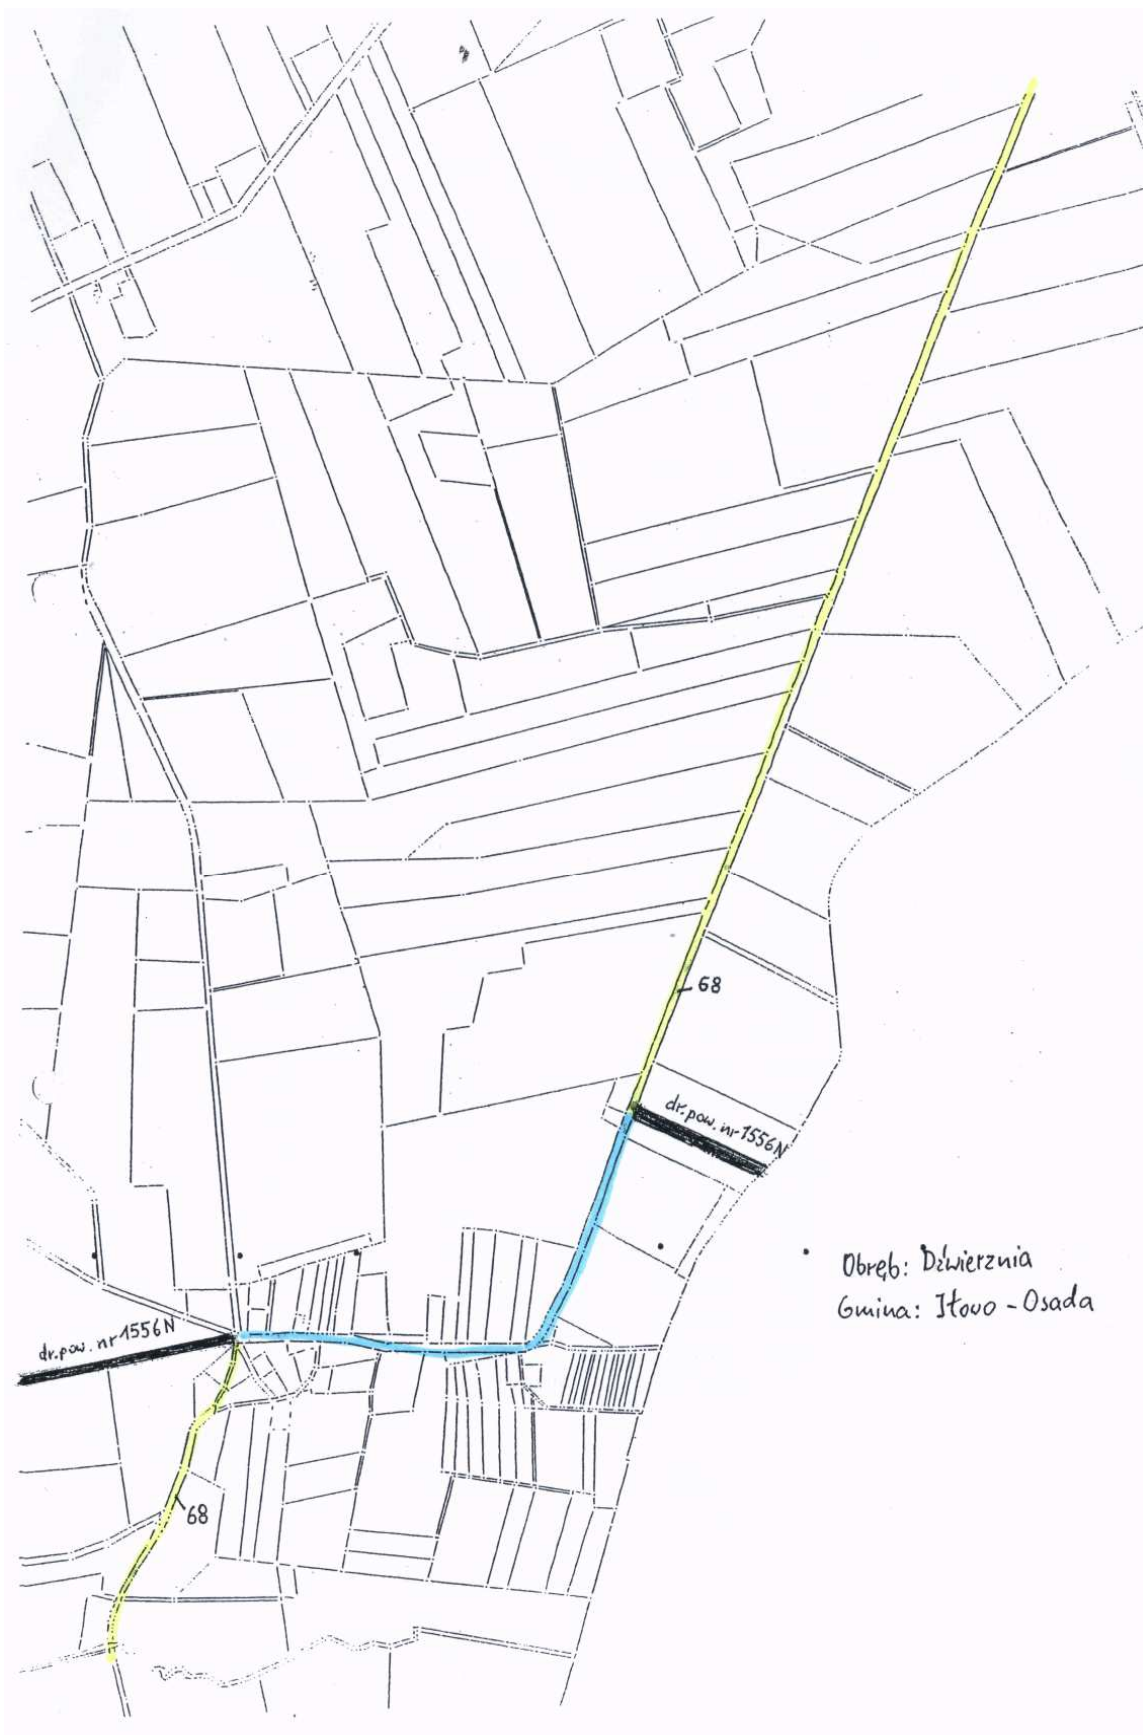 68
dr. pow. nr 1556N
Obręb: Dźwierznia
Gmina: Iłowo - Osada
dr. pow. nr 1556N
68